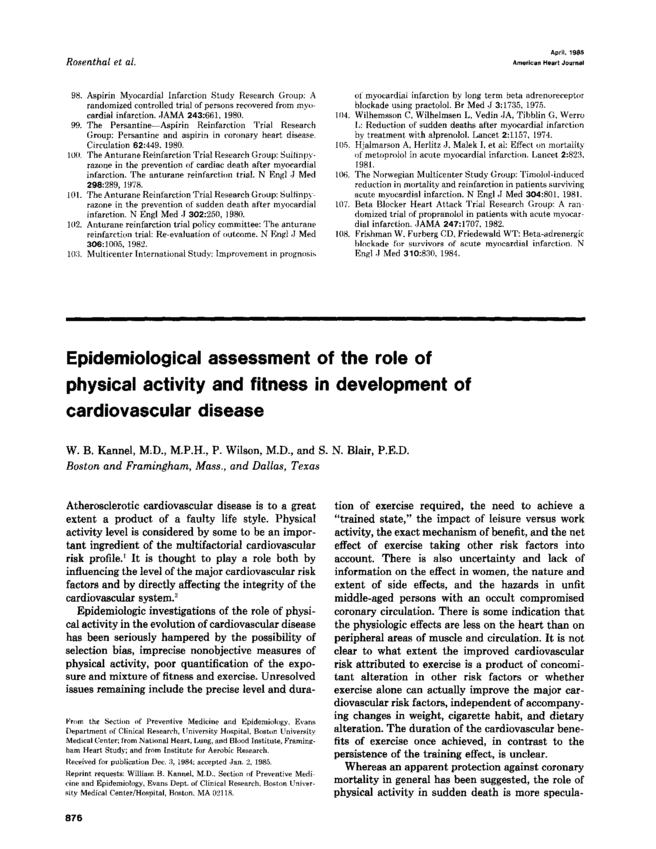 Rosenthal et al.
April, 1985
American Heart Journal
98. Aspirin Myocardial Infarction Study Research Group: A
randomized controlled trial of persons recovered from myo-
cardial infarction. JAMA 243:661, 1980.
99. The Persantine—Aspirin Reinfarction Trial Research
Group: Persantine and aspirin in coronary heart disease.
Circulation 62:449, 1980.
100. The Anturane Reinfarction Trial Research Group: Sulfinpy-
razone in the prevention of cardiac death after myocardial
infarction. The anturane reinfarction trial. N Engl J Med
298:289, 1978.
101. The Anturane Reinfarction Trial Research Group: Sulfinpy-
razone in the prevention of sudden death after myocardial
infarction. N Engl Med J 302:250, 1980.
102. Anturane reinfarction trial policy committee: The anturane
reinfarction trial: Re-evaluation of outcome. N Engl J Med
306:1005, 1982.
103. Multicenter International Study: Improvement in prognosis
of myocardial infarction by long term beta adrenoreceptor
blockade using practolol. Br Med J 3:1735, 1975.
104. Wilhemsson C, Wilhelmsen L, Vedin JA, Tibblin G, Werro
L: Reduction of sudden deaths after myocardial infarction
by treatment with alprenolol. Lancet 2:1157, 1974.
105. Hjalmarson A, Herlitz J, Malek I, et al: Effect on mortality
of metoprolol in acute myocardial infarction. Lancet 2:823,
1981.
106. The Norwegian Multicenter Study Group: Timolol-induced
reduction in mortality and reinfarction in patients surviving
acute myocardial infarction. N Engl J Med 304:801, 1981.
107. Beta Blocker Heart Attack Trial Research Group: A ran-
domized trial of propranolol in patients with acute myocar-
dial infarction. JAMA 247:1707, 1982.
108. Frishman W, Furberg CD, Friedewald WT: Beta-adrenergic
blockade for survivors of acute myocardial infarction. N
Engl J Med 310:830, 1984.
Epidemiological assessment of the role of
physical activity and fitness in development of
cardiovascular disease
W. B. Kannel, M.D., M.P.H., P. Wilson, M.D., and S. N. Blair, P.E.D.
Boston and Framingham, Mass., and Dallas, Texas
Atherosclerotic cardiovascular disease is to a great
extent a product of a faulty life style. Physical
activity level is considered by some to be an impor-
tant ingredient of the multifactorial cardiovascular
risk profile.¹ It is thought to play a role both by
influencing the level of the major cardiovascular risk
factors and by directly affecting the integrity of the
cardiovascular system.²
Epidemiologic investigations of the role of physi-
cal activity in the evolution of cardiovascular disease
has been seriously hampered by the possibility of
selection bias, imprecise nonobjective measures of
physical activity, poor quantification of the expo-
sure and mixture of fitness and exercise. Unresolved
issues remaining include the precise level and dura-
From the Section of Preventive Medicine and Epidemiology, Evans
Department of Clinical Research, University Hospital, Boston University
Medical Center; from National Heart, Lung, and Blood Institute, Framing-
ham Heart Study; and from Institute for Aerobic Research.
Received for publication Dec. 3, 1984; accepted Jan. 2, 1985.
Reprint requests: William B. Kannel, M.D., Section of Preventive Medi-
cine and Epidemiology, Evans Dept. of Clinical Research, Boston Univer-
sity Medical Center/Hospital, Boston, MA 02118.
tion of exercise required, the need to achieve a
“trained state,” the impact of leisure versus work
activity, the exact mechanism of benefit, and the net
effect of exercise taking other risk factors into
account. There is also uncertainty and lack of
information on the effect in women, the nature and
extent of side effects, and the hazards in unfit
middle-aged persons with an occult compromised
coronary circulation. There is some indication that
the physiologic effects are less on the heart than on
peripheral areas of muscle and circulation. It is not
clear to what extent the improved cardiovascular
risk attributed to exercise is a product of concomi-
tant alteration in other risk factors or whether
exercise alone can actually improve the major car-
diovascular risk factors, independent of accompany-
ing changes in weight, cigarette habit, and dietary
alteration. The duration of the cardiovascular bene-
fits of exercise once achieved, in contrast to the
persistence of the training effect, is unclear.
Whereas an apparent protection against coronary
mortality in general has been suggested, the role of
physical activity in sudden death is more specula-
876